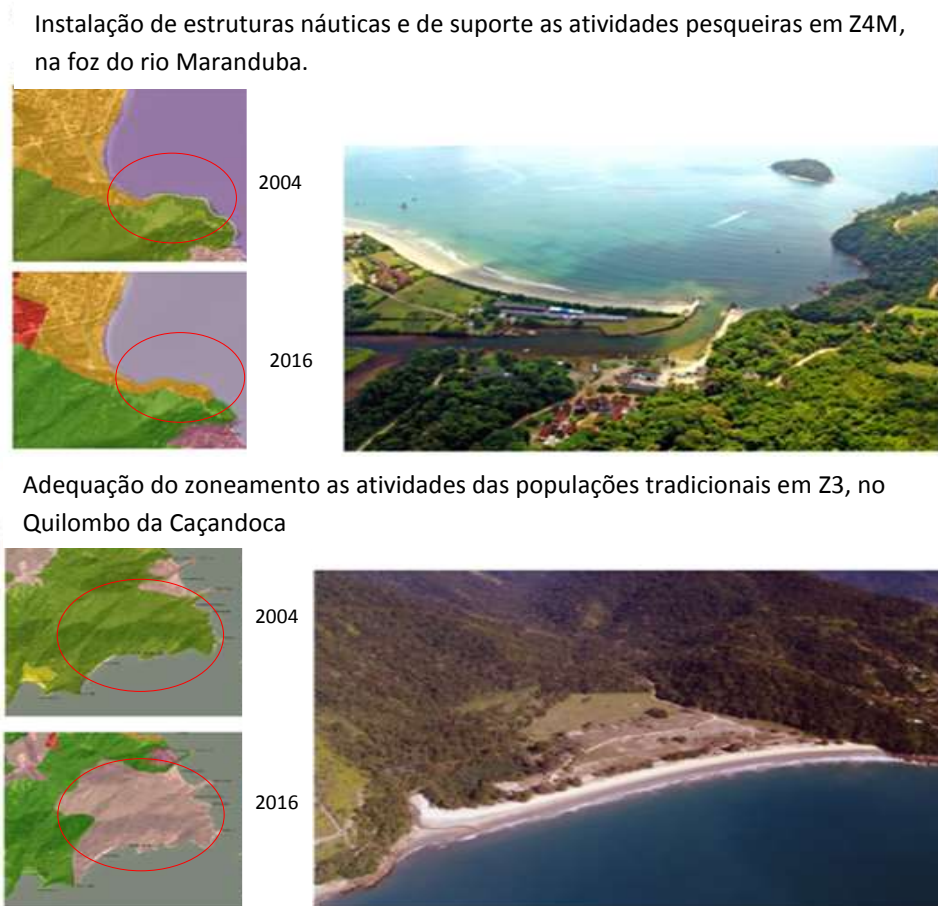 Instalação de estruturas náuticas e de suporte as atividades pesqueiras em Z4M,
na foz do rio Maranduba.
2004
2016
Adequação do zoneamento as atividades das populações tradicionais em Z3, no
Quilombo da Caçandoca
2004
2016